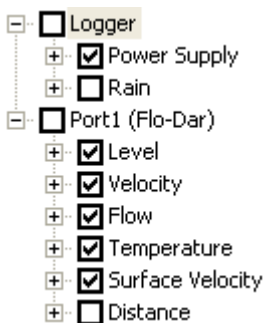 Logger
Power Supply
Rain
Port1 (Flo-Dar)
Level
Velocity
Flow
Temperature
Surface Velocity
Distance